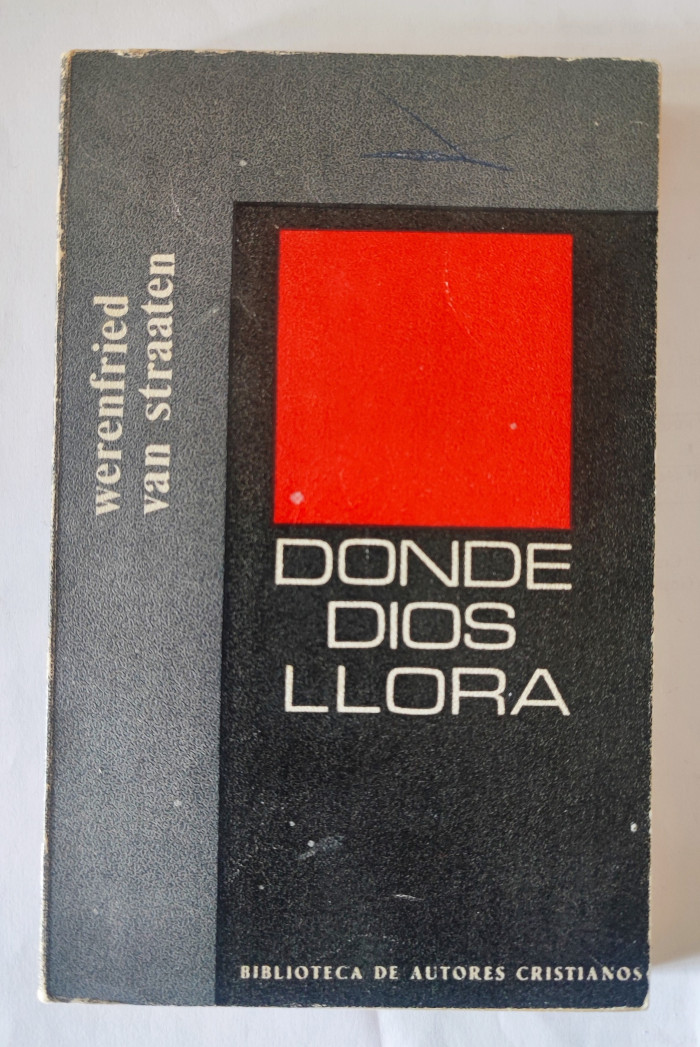 werenfried
van straaten
DONDE
DIOS
LLORA
BIBLIOTECA DE AUTORES CRISTIANOS